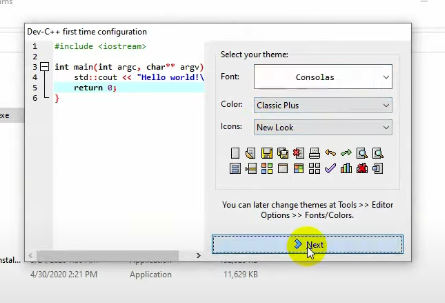 Dev-C++ first time configuration
1 #include <iostream>
2
3 int main(int argc, char** argv)
4 std::cout << "Hello world!\
5 return 0;
6 }
Select your theme:
Font: Consolas
Color: Classic Plus
Icons: New Look
You can later change themes at Tools >> Editor
Options >> Fonts/Colors.
Next
4/30/2020 2:21 PM Application 11,629 KB